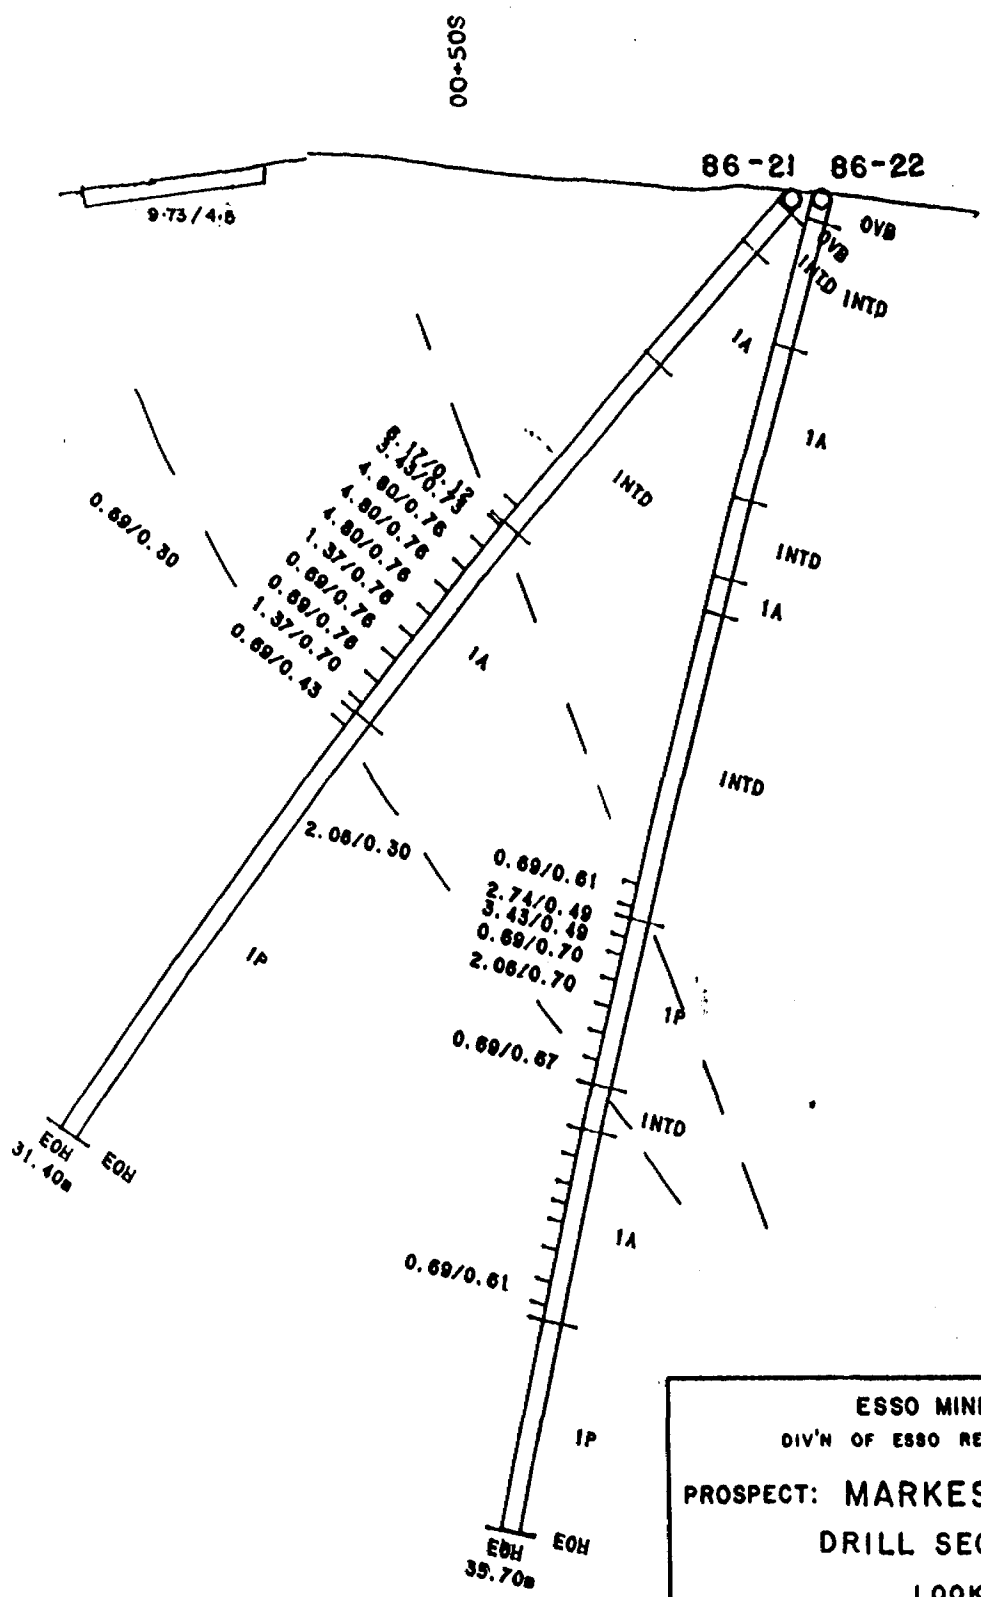 00+50S
86-21 86-22
9.73/4.5
OVB
OVB
INTD INTD
1A
1A
INTD
INTD
1A
1A
INTD
3.43/0.73
4.80/0.76
4.80/0.76
4.80/0.76
1.37/0.76
0.69/0.76
0.69/0.76
1.37/0.70
0.69/0.43
0.69/0.30
2.06/0.30
1P
EOH EOH
31.40m
0.69/0.61
2.74/0.49
3.43/0.49
0.69/0.70
2.06/0.70
0.69/0.67
1P
INTD
1A
0.69/0.61
1P
EOH EOH
35.70m
ESSO MIN
DIV'N OF ESSO RE
PROSPECT: MARKES
DRILL SEC
LOOK